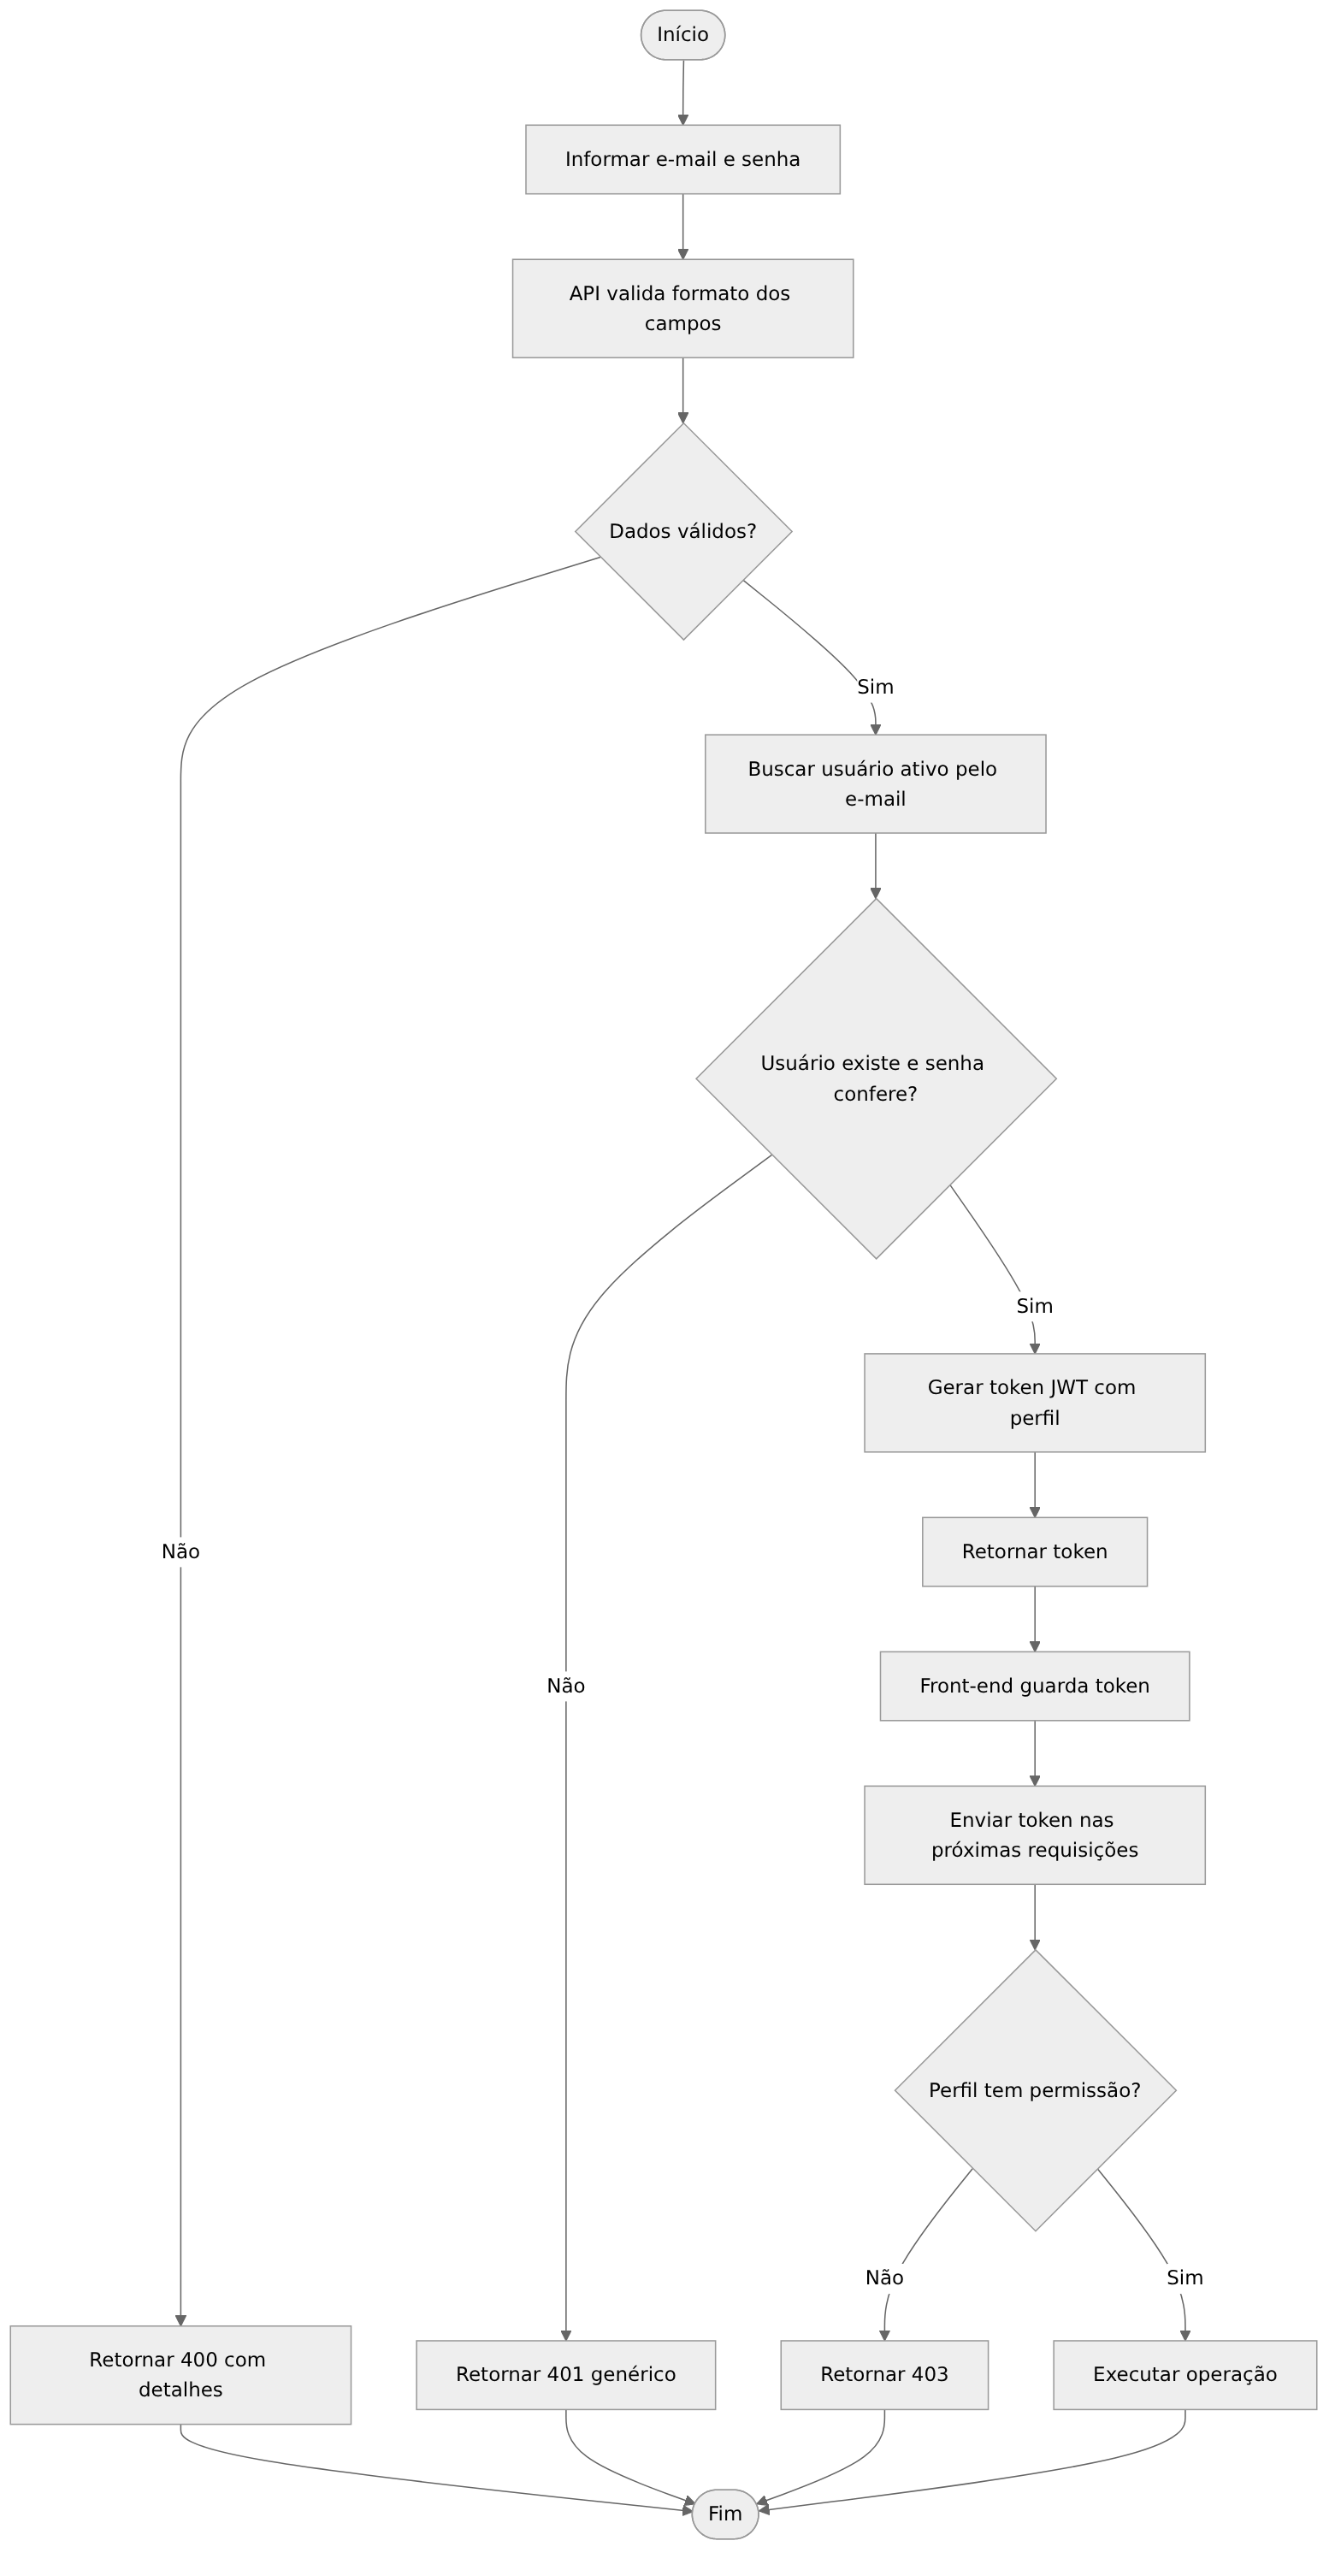 Início
Informar e-mail e senha
API valida formato dos
campos
Dados válidos?
Sim
Buscar usuário ativo pelo
e-mail
Usuário existe e senha
confere?
Sim
Gerar token JWT com
perfil
Não
Retornar token
Não
Front-end guarda token
Enviar token nas
próximas requisições
Perfil tem permissão?
Não
Sim
Retornar 400 com
detalhes
Retornar 401 genérico
Retornar 403
Executar operação
Fim